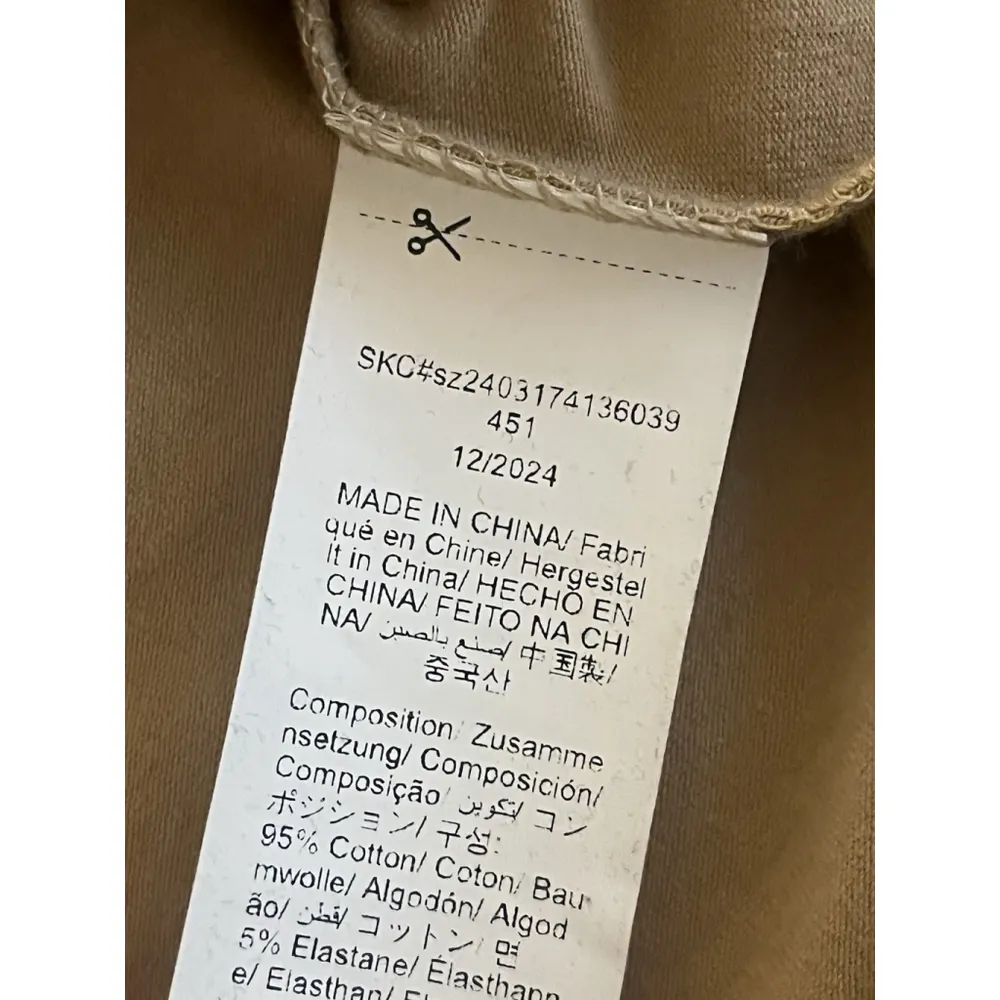 SKC#sz2403174136039
451
12/2024
MADE IN CHINA/ Fabri
qué en Chine/ Hergestel
lt in China/ HECHO EN
CHINA/ FEITO NA CHI
NA/ صنع بالصين/ 中国製/
중국산
Composition/ Zusamme
nsetzung/ Composición/
Composição/ تكوين/ コン
ポジション/ 구성:
95% Cotton/ Coton/ Bau
mwolle/ Algodón/ Algod
ão/ قطن/ コットン/ 면
5% Elastane/ Élasthann
e/ Elasthan/